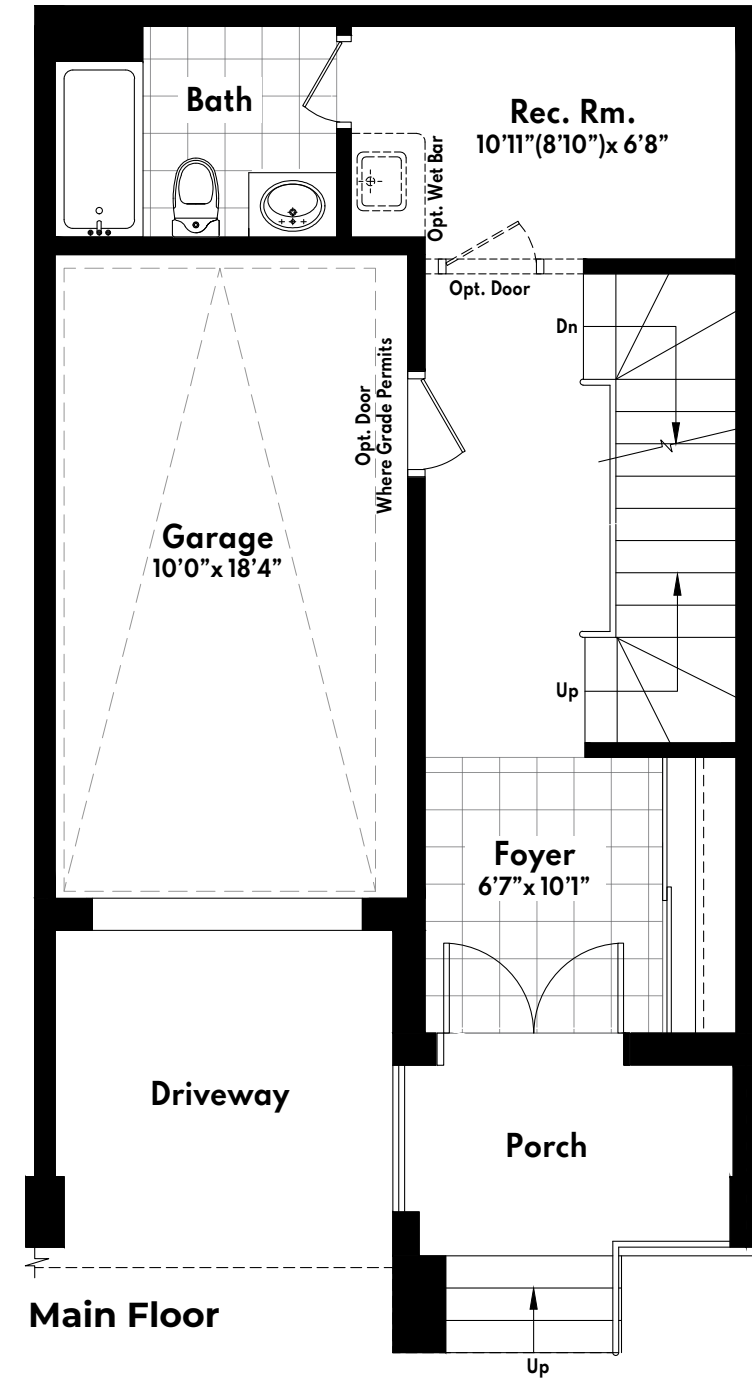 Bath
Rec. Rm.
10'11"(8'10")x 6'8"
Opt. Wet Bar
Opt. Door
Dn
Opt. Door
Where Grade Permits
Garage
10'0"x 18'4"
Up
Foyer
6'7"x 10'1"
Driveway
Porch
Main Floor
Up